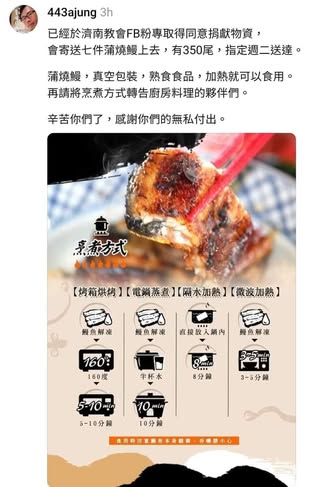 443ajung 3h
已經於濟南教會FB粉專取得同意捐獻物資，
會寄送七件蒲燒鰻上去，有350尾，指定週二送達。
蒲燒鰻，真空包裝，熟食食品，加熱就可以食用。
再請將烹煮方式轉告廚房料理的夥伴們。
辛苦你們了，感謝你們的無私付出。
烹煮方式
【烤箱烘烤】【電鍋蒸煮】【隔水加熱】【微波加熱】
鰻魚解凍 鰻魚解凍 直接放入鍋內 鰻魚解凍
160° 8min 3-5min
160度 半杯水 8分鐘 3~5分鐘
5-10min 10min
5~10分鐘 10分鐘